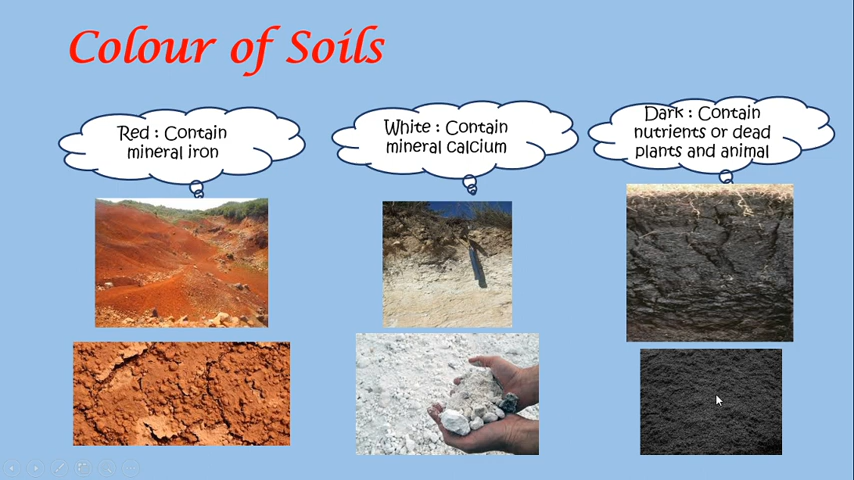 Colour of Soils
Red : Contain
mineral iron
White : Contain
mineral calcium
Dark : Contain
nutrients or dead
plants and animal